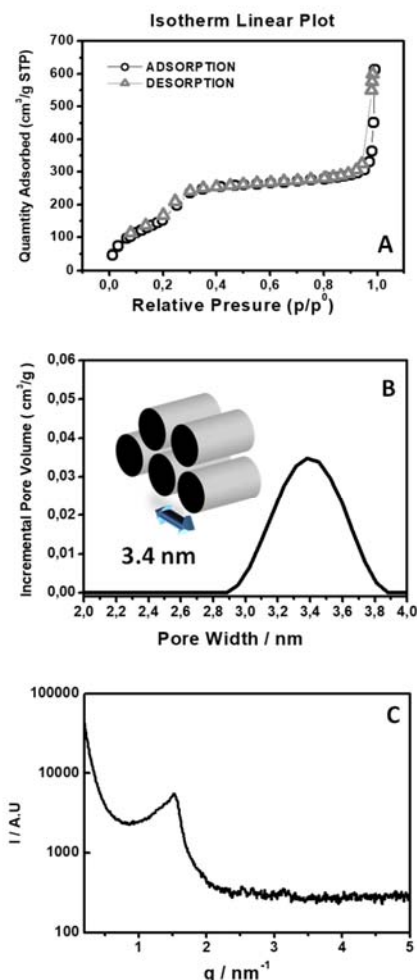 Isotherm Linear Plot
Quamtity Adsorbed (cm³/g STP)
700
600
500
400
300
200
100
0
ADSORPTION
DESORPTION
A
0,0 0,2 0,4 0,6 0,8 1,0
Relative Presure (p/p⁰)
Incremental Pore Volume ( cm³/g)
0,06
0,05
0,04
0,03
0,02
0,01
0,00
B
3.4 nm
2,0 2,2 2,4 2,6 2,8 3,0 3,2 3,4 3,6 3,8 4,0
Pore Width / nm
I / A.U
100000
10000
1000
100
C
1 2 3 4 5
q / nm⁻¹